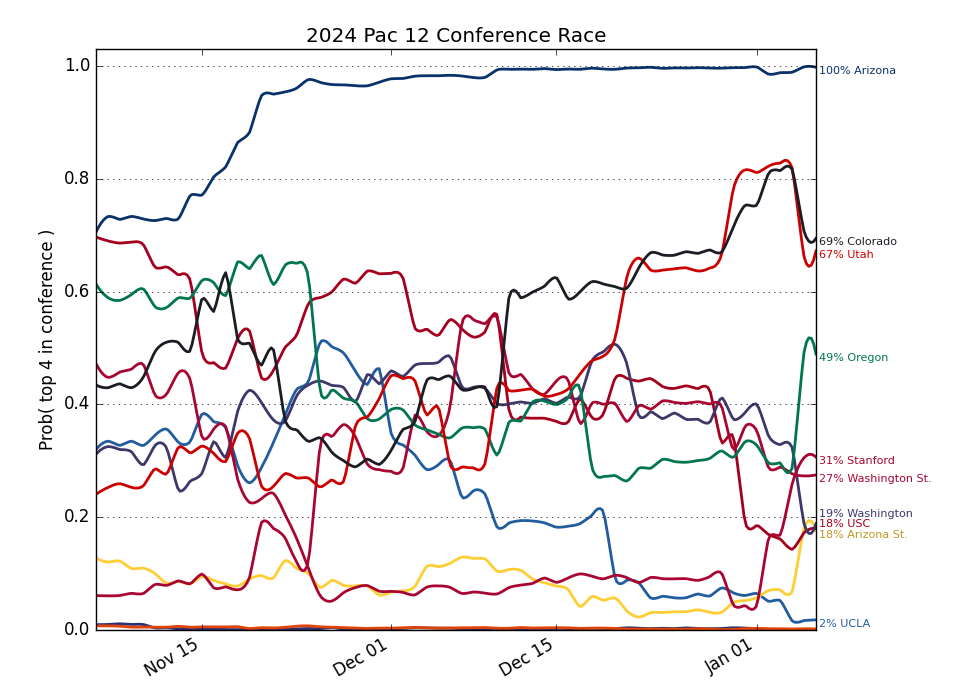 2024 Pac 12 Conference Race
Prob( top 4 in conference )
1.0
0.8
0.6
0.4
0.2
0.0
Nov 15
Dec 01
Dec 15
Jan 01
100% Arizona
69% Colorado
67% Utah
49% Oregon
31% Stanford
27% Washington St.
19% Washington
18% USC
18% Arizona St.
2% UCLA